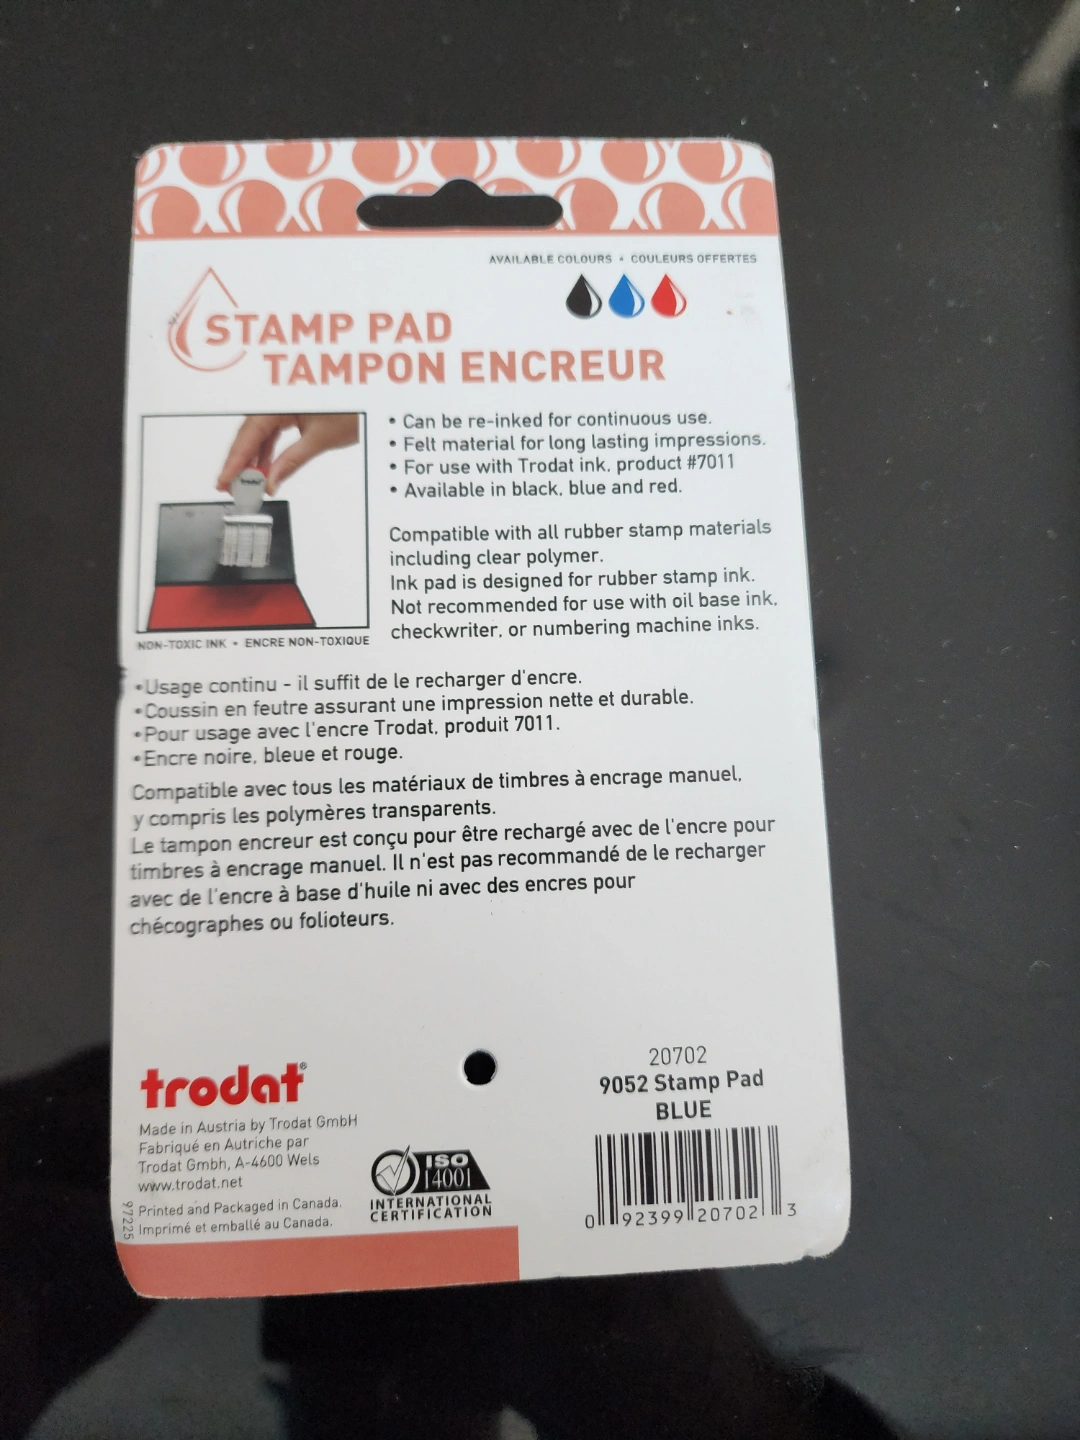 AVAILABLE COLOURS • COULEURS OFFERTES
STAMP PAD
TAMPON ENCREUR
• Can be re-inked for continuous use.
• Felt material for long lasting impressions.
• For use with Trodat ink, product #7011
• Available in black, blue and red.
Compatible with all rubber stamp materials
including clear polymer.
Ink pad is designed for rubber stamp ink.
Not recommended for use with oil base ink,
checkwriter, or numbering machine inks.
trodat
NON-TOXIC INK • ENCRE NON-TOXIQUE
•Usage continu - il suffit de le recharger d'encre.
•Coussin en feutre assurant une impression nette et durable.
•Pour usage avec l'encre Trodat, produit 7011.
•Encre noire, bleue et rouge.
Compatible avec tous les matériaux de timbres à encrage manuel,
y compris les polymères transparents.
Le tampon encreur est conçu pour être rechargé avec de l'encre pour
timbres à encrage manuel. Il n'est pas recommandé de le recharger
avec de l'encre à base d'huile ni avec des encres pour
chécographes ou folioteurs.
trodat®
Made in Austria by Trodat GmbH
Fabriqué en Autriche par
Trodat Gmbh, A-4600 Wels
www.trodat.net
Printed and Packaged in Canada.
Imprimé et emballé au Canada.
97225
ISO
14001
INTERNATIONAL
CERTIFICATION
20702
9052 Stamp Pad
BLUE
0 92399 20702 3